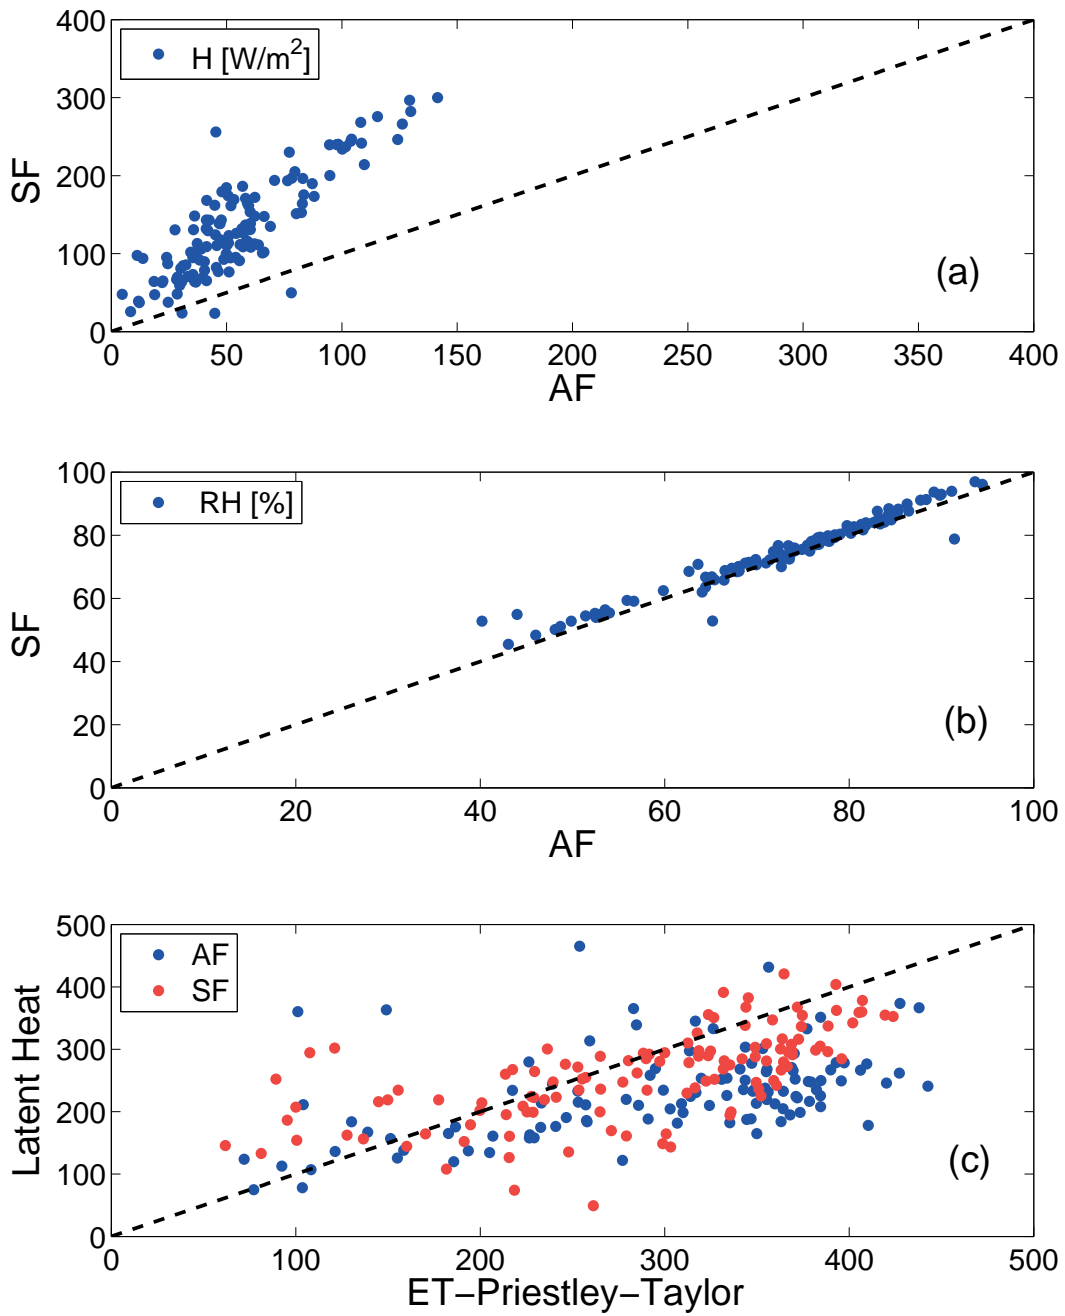 400
H [W/m²]
300
SF
200
100
(a)
0
0 50 100 150 200 250 300 350 400
AF
100
RH [%]
80
60
SF
40
20
(b)
0
0 20 40 60 80 100
AF
500
AF
SF
400
300
Latent Heat
200
100
(c)
0
0 100 200 300 400 500
ET−Priestley−Taylor